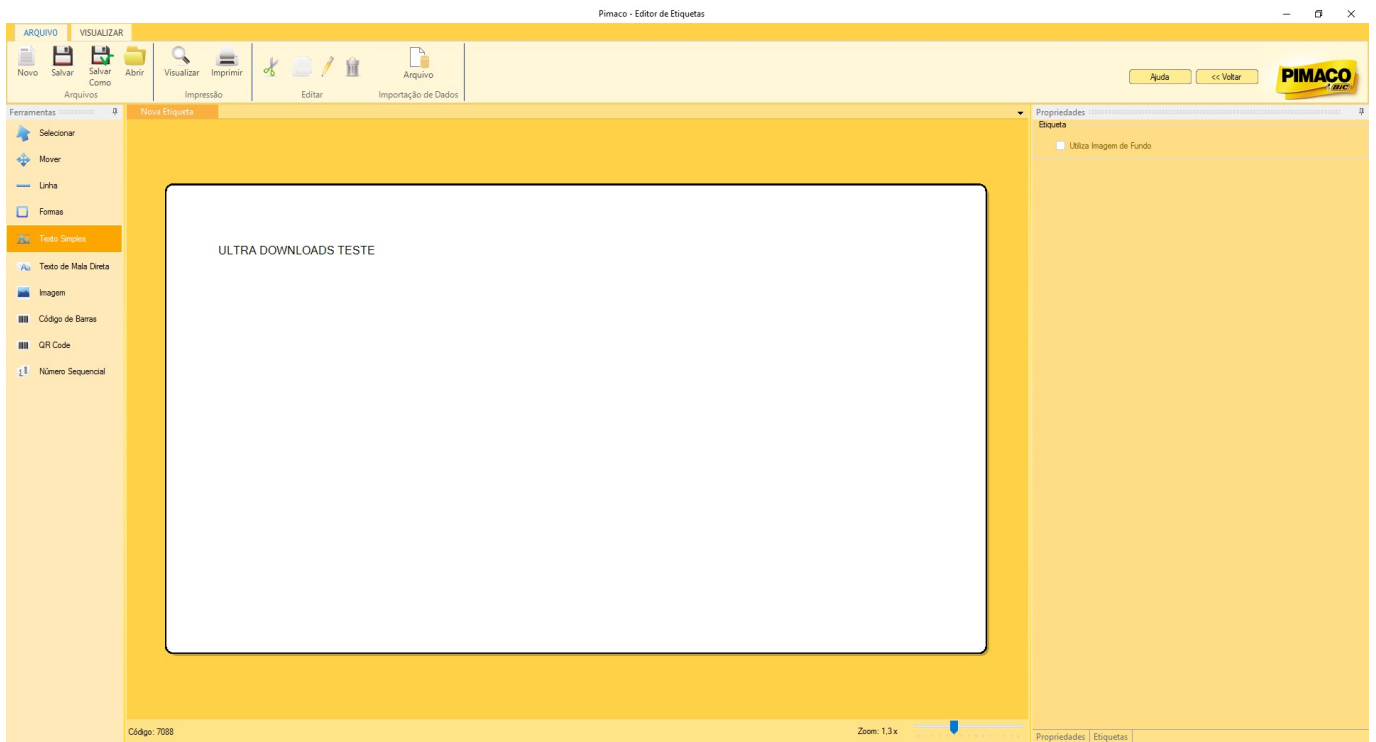 Pimaco - Editor de Etiquetas
ARQUIVO VISUALIZAR
Novo Salvar Salvar Como Abrir Visualizar Imprimir Arquivo
Arquivos Impressão Editar Importação de Dados
Ajuda << Voltar PIMACO BIC
Ferramentas
Nova Etiqueta
Propriedades
Etiqueta
Utiliza Imagem de Fundo
Selecionar
Mover
Linha
Formas
Texto Simples
Texto de Mala Direta
Imagem
Código de Barras
QR Code
Número Sequencial
ULTRA DOWNLOADS TESTE
Código: 7088
Zoom: 1,3 x
Propriedades Etiquetas